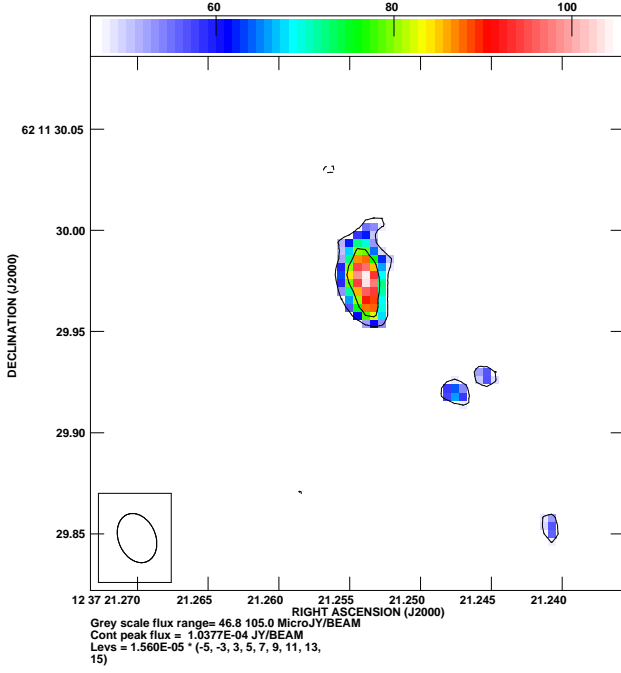 60 80 100
62 11 30.05
30.00
29.95
29.90
29.85
DECLINATION (J2000)
12 37 21.270 21.265 21.260 21.255 21.250 21.245 21.240
RIGHT ASCENSION (J2000)
Grey scale flux range= 46.8 105.0 MicroJY/BEAM
Cont peak flux = 1.0377E-04 JY/BEAM
Levs = 1.560E-05 * (-5, -3, 3, 5, 7, 9, 11, 13,
15)